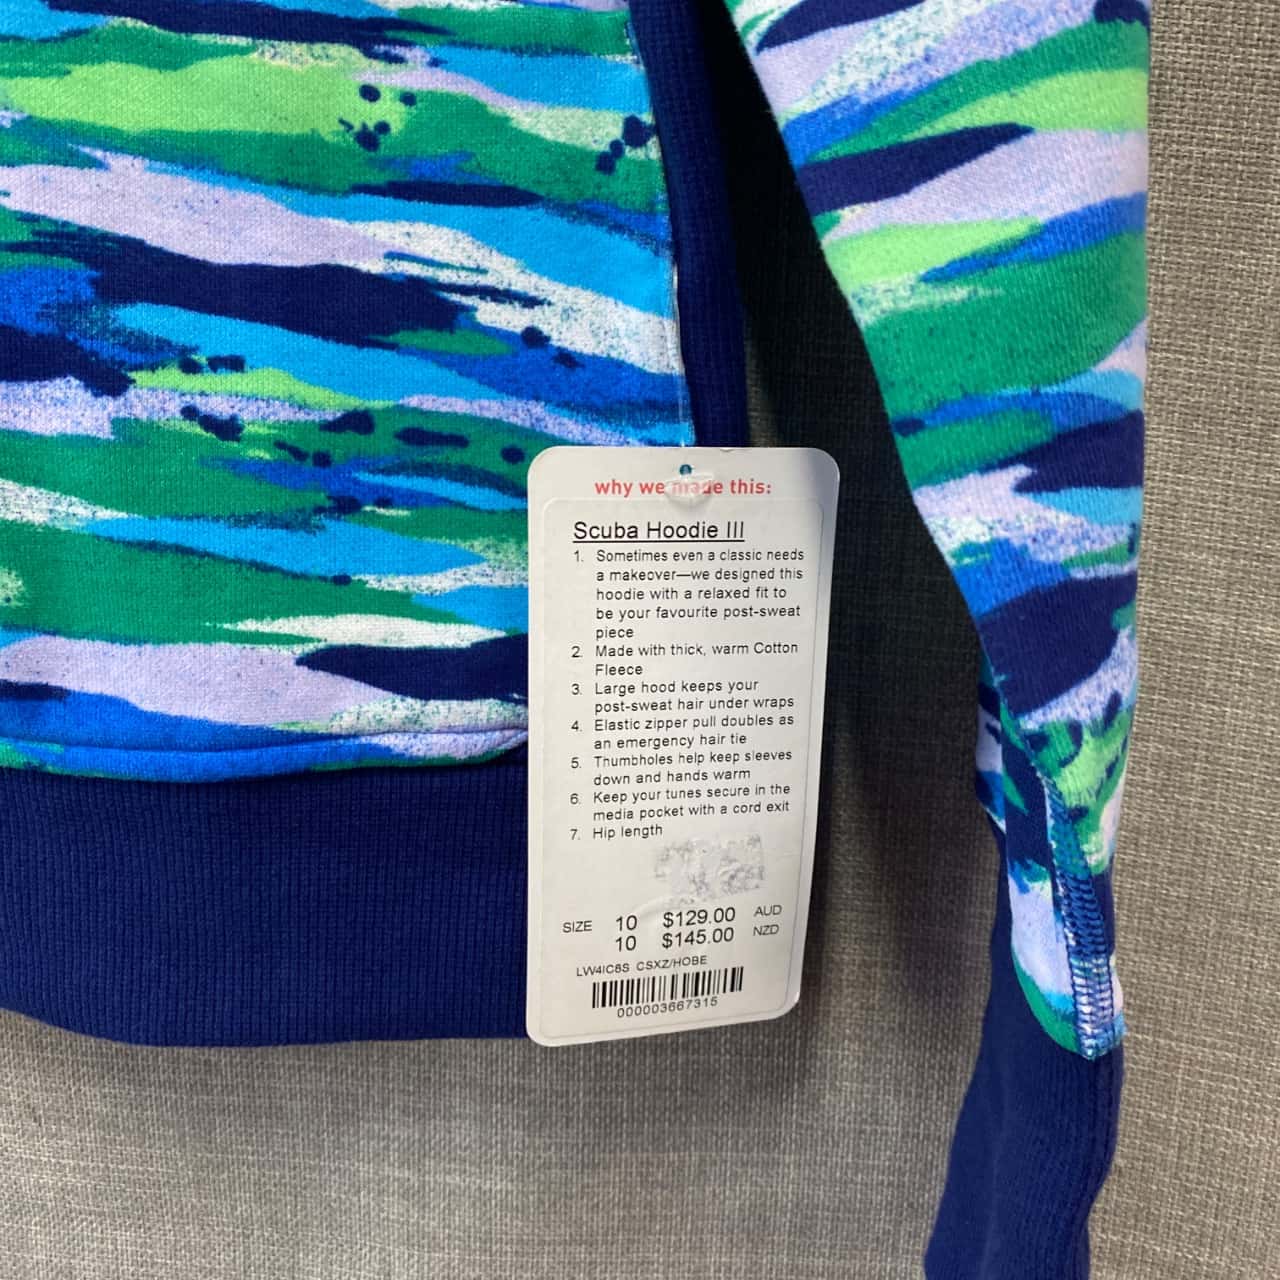 why we made this:
Scuba Hoodie III
1. Sometimes even a classic needs
a makeover—we designed this
hoodie with a relaxed fit to
be your favourite post-sweat
piece
2. Made with thick, warm Cotton
Fleece
3. Large hood keeps your
post-sweat hair under wraps
4. Elastic zipper pull doubles as
an emergency hair tie
5. Thumbholes help keep sleeves
down and hands warm
6. Keep your tunes secure in the
media pocket with a cord exit
7. Hip length
SIZE 10 $129.00 AUD
10 $145.00 NZD
LW4IC8S CSXZ/HOBE
000003667315